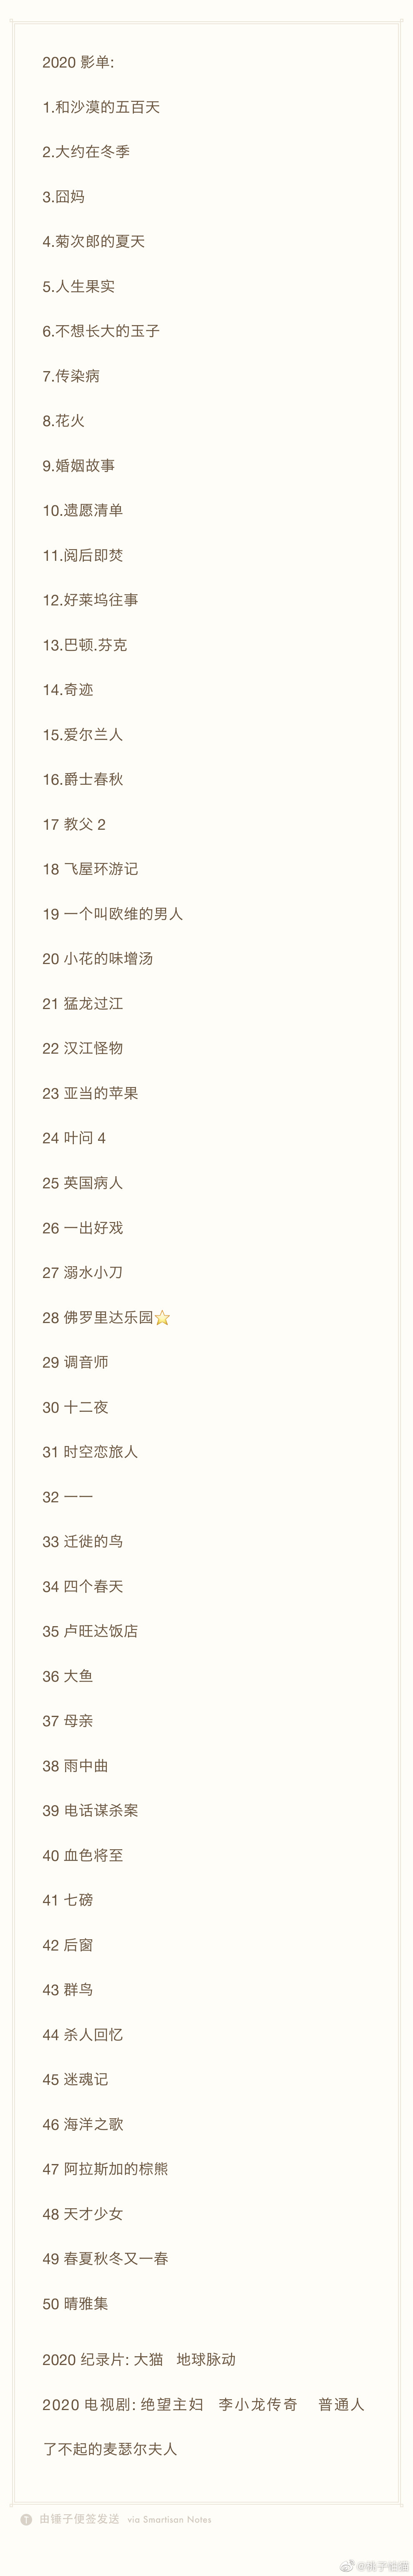 2020 影单:
1.和沙漠的五百天
2.大约在冬季
3.囧妈
4.菊次郎的夏天
5.人生果实
6.不想长大的玉子
7.传染病
8.花火
9.婚姻故事
10.遗愿清单
11.阅后即焚
12.好莱坞往事
13.巴顿.芬克
14.奇迹
15.爱尔兰人
16.爵士春秋
17 教父 2
18 飞屋环游记
19 一个叫欧维的男人
20 小花的味增汤
21 猛龙过江
22 汉江怪物
23 亚当的苹果
24 叶问 4
25 英国病人
26 一出好戏
27 溺水小刀
28 佛罗里达乐园⭐
29 调音师
30 十二夜
31 时空恋旅人
32 一一
33 迁徙的鸟
34 四个春天
35 卢旺达饭店
36 大鱼
37 母亲
38 雨中曲
39 电话谋杀案
40 血色将至
41 七磅
42 后窗
43 群鸟
44 杀人回忆
45 迷魂记
46 海洋之歌
47 阿拉斯加的棕熊
48 天才少女
49 春夏秋冬又一春
50 晴雅集
2020 纪录片: 大猫 地球脉动
2020 电视剧: 绝望主妇 李小龙传奇 普通人
了不起的麦瑟尔夫人
由锤子便签发送 via Smartisan Notes